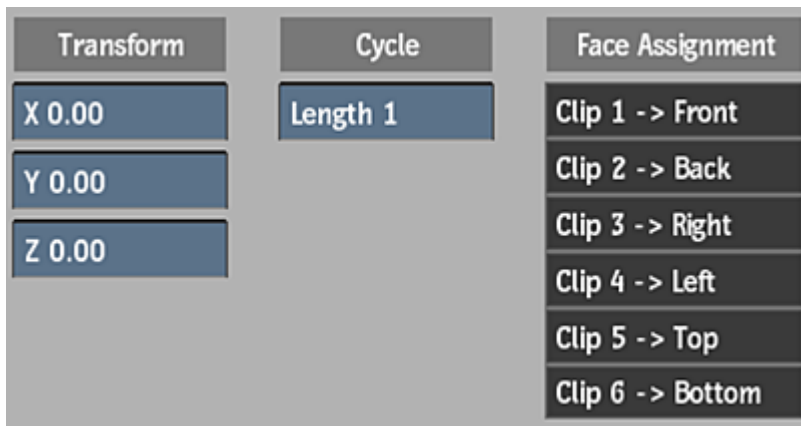 Transform
X 0.00
Y 0.00
Z 0.00
Cycle
Length 1
Face Assignment
Clip 1 -> Front
Clip 2 -> Back
Clip 3 -> Right
Clip 4 -> Left
Clip 5 -> Top
Clip 6 -> Bottom